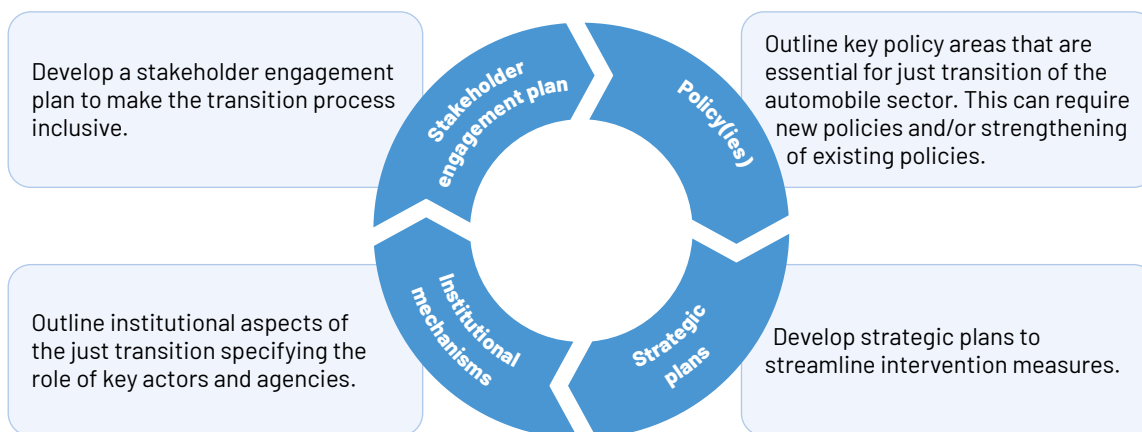 Develop a stakeholder engagement
plan to make the transition process
inclusive.
Stakeholder
engagement plan
Policy(ies)
Outline key policy areas that are
essential for just transition of the
automobile sector. This can require
new policies and/or strengthening
of existing policies.
Outline institutional aspects of
the just transition specifying the
role of key actors and agencies.
Institutional
mechanisms
Strategic
plans
Develop strategic plans to
streamline intervention measures.